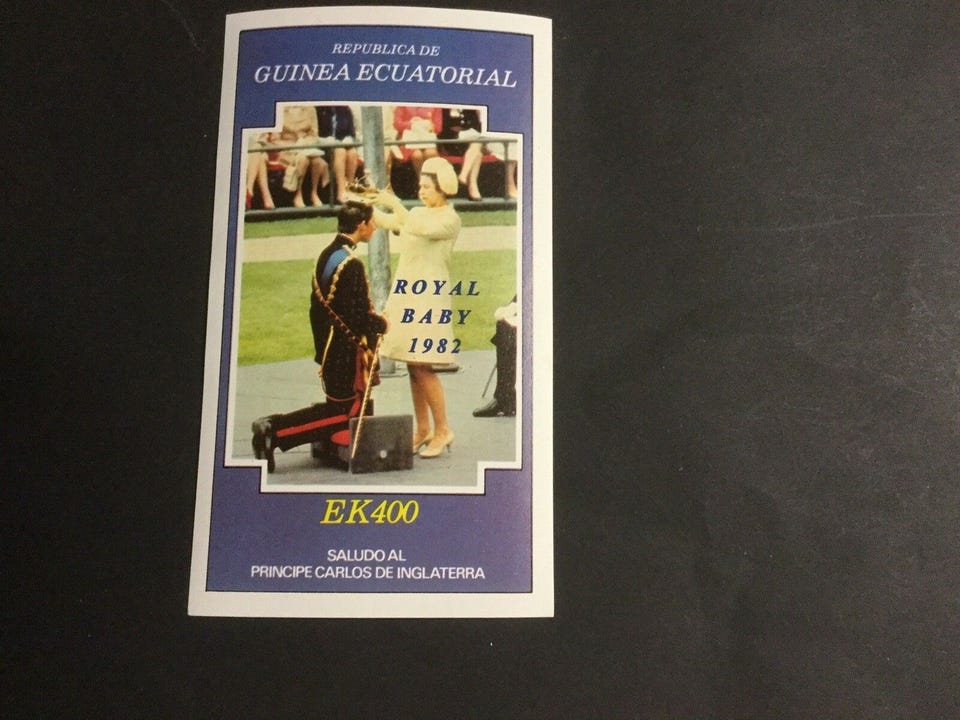 REPUBLICA DE
GUINEA ECUATORIAL
ROYAL
BABY
1982
EK400
SALUDO AL
PRINCIPE CARLOS DE INGLATERRA